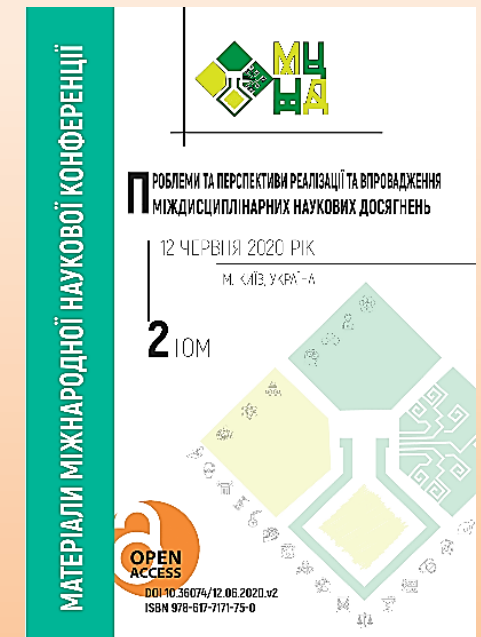 МАТЕРІАЛИ МІЖНАРОДНОЇ НАУКОВОЇ КОНФЕРЕНЦІЇ
МЦ
НД
ПРОБЛЕМИ ТА ПЕРСПЕКТИВИ РЕАЛІЗАЦІЇ ТА ВПРОВАДЖЕННЯ
МІЖДИСЦИПЛІНАРНИХ НАУКОВИХ ДОСЯГНЕНЬ
12 ЧЕРВНЯ 2020 РІК
М. КИЇВ, УКРАЇНА
2 ТОМ
OPEN
ACCESS
DOI 10.36074/12.06.2020.v2
ISBN 978-617-7171-75-0